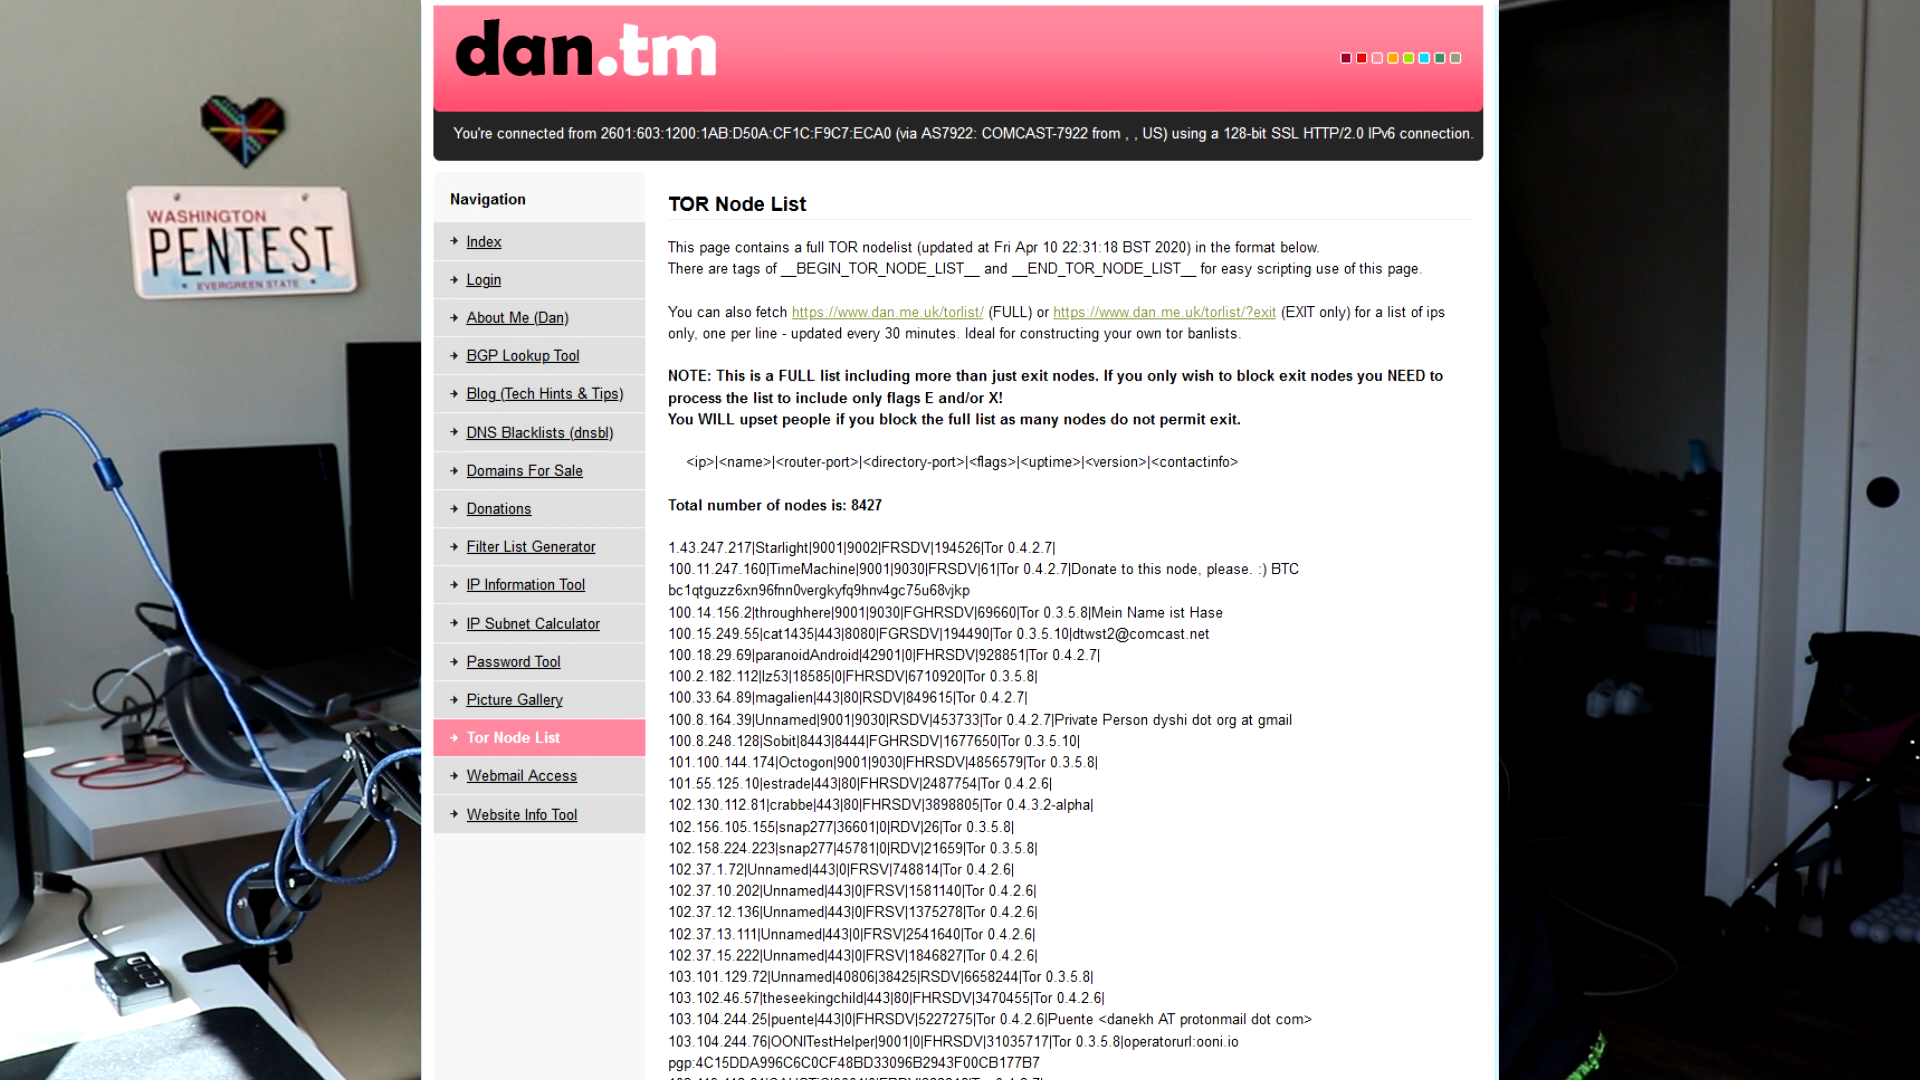 WASHINGTON
PENTEST
EVERGREEN STATE
dan.tm
You're connected from 2601:603:1200:1AB:D50A:CF1C:F9C7:ECA0 (via AS7922: COMCAST-7922 from , , US) using a 128-bit SSL HTTP/2.0 IPv6 connection.
Navigation
Index
Login
About Me (Dan)
BGP Lookup Tool
Blog (Tech Hints & Tips)
DNS Blacklists (dnsbl)
Domains For Sale
Donations
Filter List Generator
IP Information Tool
IP Subnet Calculator
Password Tool
Picture Gallery
Tor Node List
Webmail Access
Website Info Tool
TOR Node List
This page contains a full TOR nodelist (updated at Fri Apr 10 22:31:18 BST 2020) in the format below.
There are tags of __BEGIN_TOR_NODE_LIST__ and __END_TOR_NODE_LIST__ for easy scripting use of this page.
You can also fetch https://www.dan.me.uk/torlist/ (FULL) or https://www.dan.me.uk/torlist/?exit (EXIT only) for a list of ips
only, one per line - updated every 30 minutes. Ideal for constructing your own tor banlists.
NOTE: This is a FULL list including more than just exit nodes. If you only wish to block exit nodes you NEED to
process the list to include only flags E and/or X!
You WILL upset people if you block the full list as many nodes do not permit exit.
<ip>|<name>|<router-port>|<directory-port>|<flags>|<uptime>|<version>|<contactinfo>
Total number of nodes is: 8427
1.43.247.217|Starlight|9001|9002|FRSDV|194526|Tor 0.4.2.7|
100.11.247.160|TimeMachine|9001|9030|FRSDV|61|Tor 0.4.2.7|Donate to this node, please. :) BTC
bc1qtguzz6xn96fnn0vergkyfq9hnv4gc75u68vjkp
100.14.156.2|throughhere|9001|9030|FGHRSDV|69660|Tor 0.3.5.8|Mein Name ist Hase
100.15.249.55|cat1435|443|8080|FGRSDV|194490|Tor 0.3.5.10|dtwst2@comcast.net
100.18.29.69|paranoidAndroid|42901|0|FHRSDV|928851|Tor 0.4.2.7|
100.2.182.112|lz53|18585|0|FHRSDV|6710920|Tor 0.3.5.8|
100.33.64.89|magalien|443|80|RSDV|849615|Tor 0.4.2.7|
100.8.164.39|Unnamed|9001|9030|RSDV|453733|Tor 0.4.2.7|Private Person dyshi dot org at gmail
100.8.248.128|Sobit|8443|8444|FGHRSDV|1677650|Tor 0.3.5.10|
101.100.144.174|Octogon|9001|9030|FHRSDV|4856579|Tor 0.3.5.8|
101.55.125.10|estrade|443|80|FHRSDV|2487754|Tor 0.4.2.6|
102.130.112.81|crabbe|443|80|FHRSDV|3898805|Tor 0.4.3.2-alpha|
102.156.105.155|snap277|36601|0|RDV|26|Tor 0.3.5.8|
102.158.224.223|snap277|45781|0|RDV|21659|Tor 0.3.5.8|
102.37.1.72|Unnamed|443|0|FRSV|748814|Tor 0.4.2.6|
102.37.10.202|Unnamed|443|0|FRSV|1581140|Tor 0.4.2.6|
102.37.12.136|Unnamed|443|0|FRSV|1375278|Tor 0.4.2.6|
102.37.13.111|Unnamed|443|0|FRSV|2541640|Tor 0.4.2.6|
102.37.15.222|Unnamed|443|0|FRSV|1846827|Tor 0.4.2.6|
103.101.129.72|Unnamed|40806|38425|RSDV|6658244|Tor 0.3.5.8|
103.102.46.57|theseekingchild|443|80|FHRSDV|3470455|Tor 0.4.2.6|
103.104.244.25|puente|443|0|FHRSDV|5227275|Tor 0.4.2.6|Puente <danekh AT protonmail dot com>
103.104.244.76|OONITestHelper|9001|0|FHRSDV|31035717|Tor 0.3.5.8|operatorurl:ooni.io
pgp:4C15DDA996C6C0CF48BD33096B2943F00CB177B7